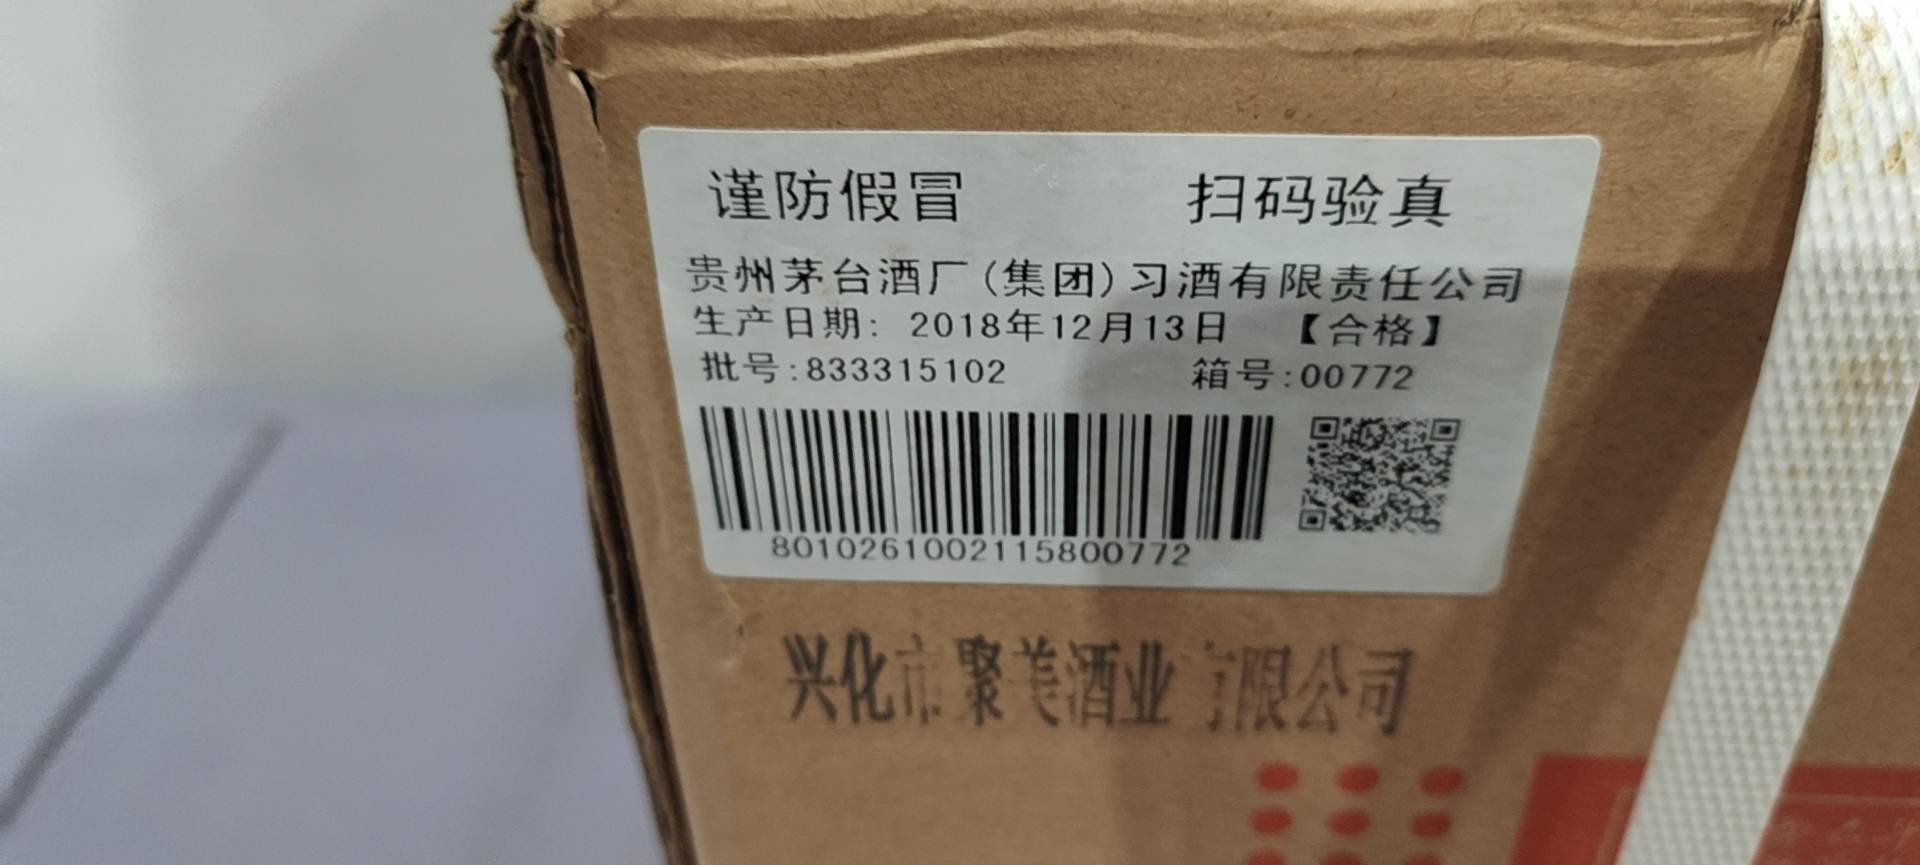 谨防假冒 扫码验真
贵州茅台酒厂(集团)习酒有限责任公司
生产日期: 2018年12月13日 【合格】
批号:833315102 箱号:00772
8010261002115800772
兴化市聚美酒业有限公司